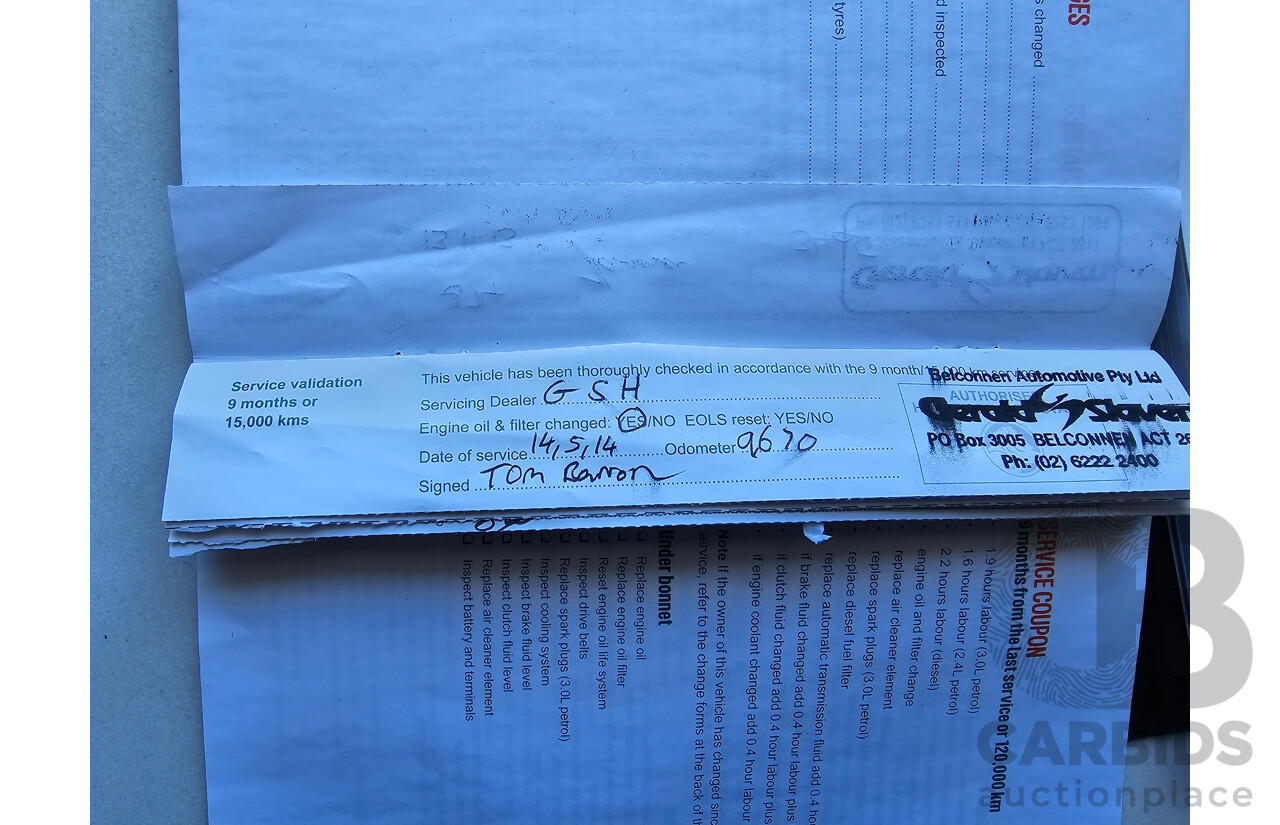 GES
s changed
d inspected
tyres)
Service validation
9 months or
15,000 kms
This vehicle has been thoroughly checked in accordance with the 9 month/
Servicing Dealer GSH
Engine oil & filter changed: YES/NO EOLS reset: YES/NO
Date of service 14,5,14 Odometer 9670
Signed Tom Barron
Belconnen Automotive Pty Ltd
AUTHORISE
Gerald Slaven
PO Box 3005 BELCONNEN ACT 26
Ph: (02) 6222 2400
SERVICE COUPON
9 months from the last service or 120,000 km
1.9 hours labour (3.0L petrol)
1.6 hours labour (2.4L petrol)
2.2 hours labour (diesel)
engine oil and filter change
replace air cleaner element
replace spark plugs (3.0L petrol)
replace diesel fuel filter
replace automatic transmission fluid add 0.4 ho
if brake fluid changed add 0.4 hour labour plus
if clutch fluid changed add 0.4 hour labour plus
if engine coolant changed add 0.4 hour labour
Note If the owner of this vehicle has changed sinc
service, refer to the change forms at the back of th
Under bonnet
Replace engine oil
Replace engine oil filter
Reset engine oil life system
Inspect drive belts
Replace spark plugs (3.0L petrol)
Inspect cooling system
Inspect brake fluid level
Inspect clutch fluid level
Replace air cleaner element
Inspect battery and terminals
CARBIDS
auctionplace